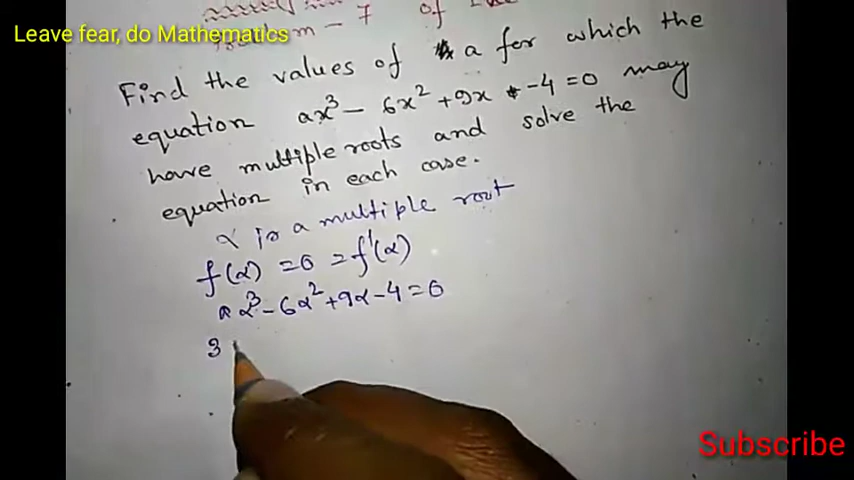 Leave fear, do Mathematics
m - 7 of
Find the values of a for which the
equation ax³ - 6x² + 9x - 4 = 0 may
have multiple roots and solve the
equation in each case.
α is a multiple root
f(α) = 0 = f'(α)
aα³ - 6α² + 9α - 4 = 0
3
Subscribe